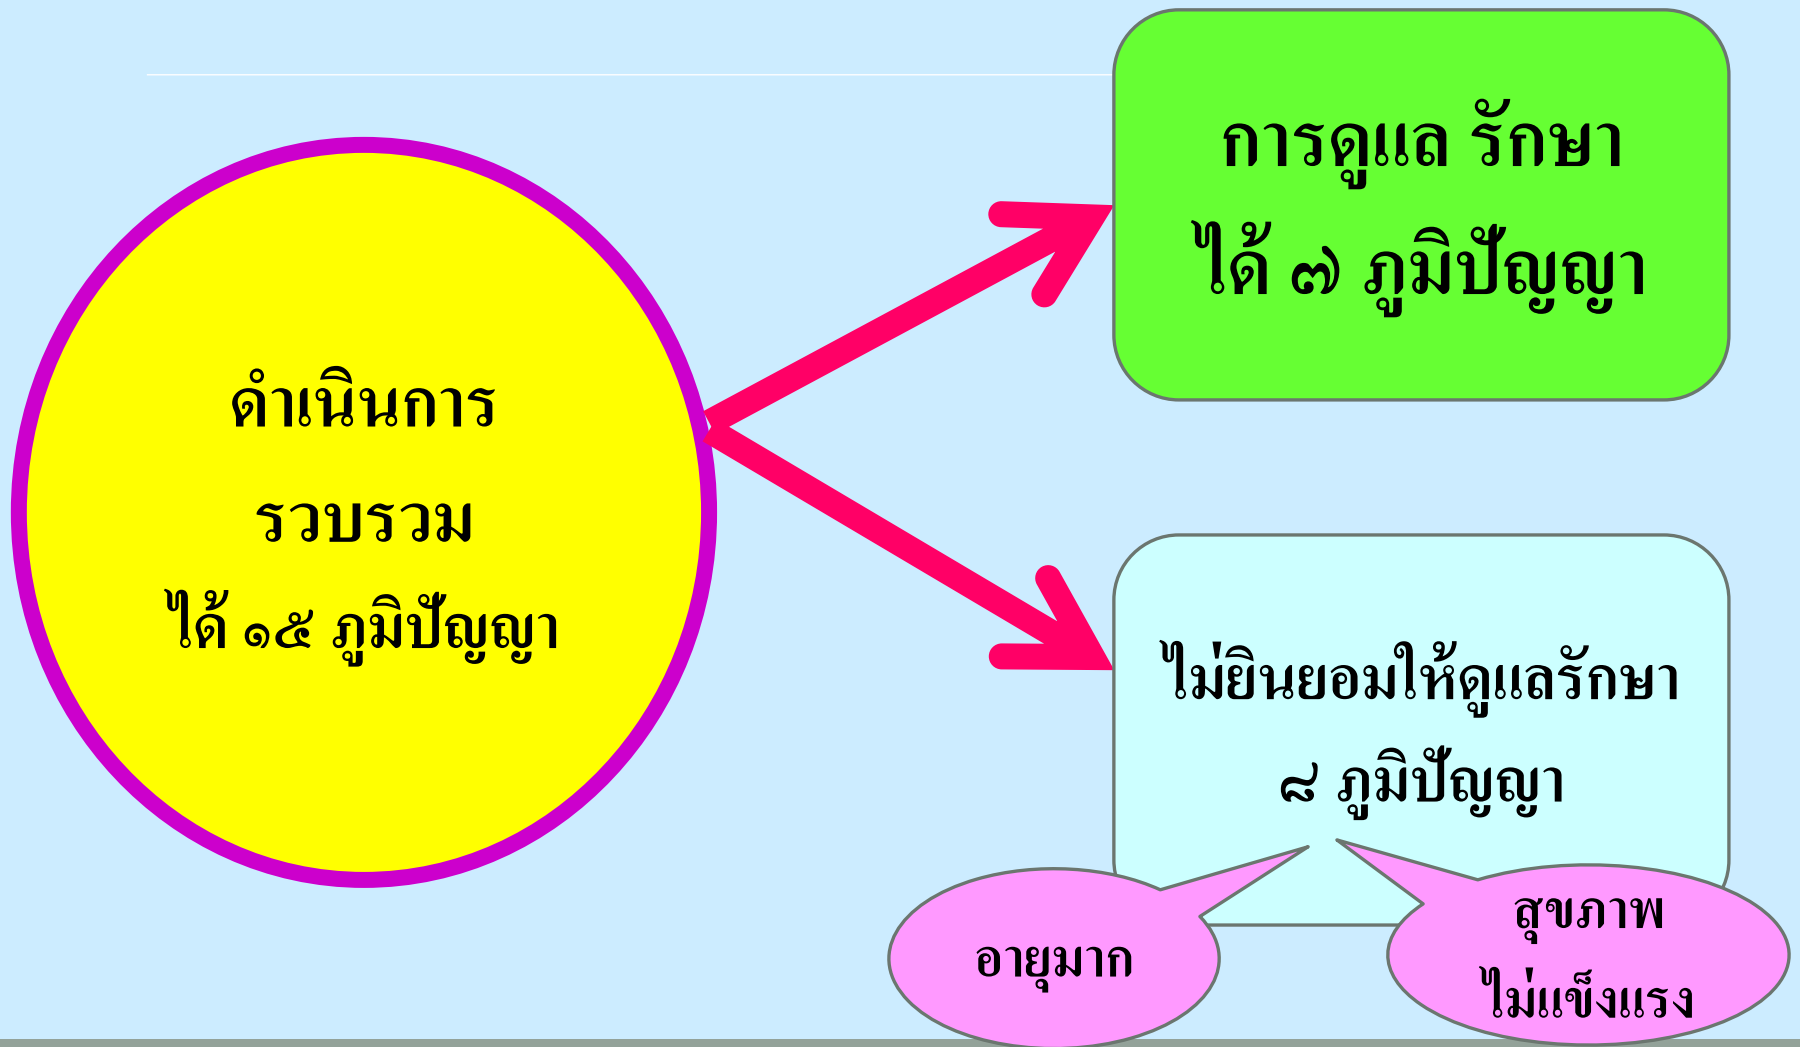 การดูแล รักษา
ได้ ๗ ภูมิปัญญา
ดำเนินการ
รวบรวม
ได้ ๑๕ ภูมิปัญญา
ไม่ยินยอมให้ดูแลรักษา
๘ ภูมิปัญญา
อายุมาก
สุขภาพ
ไม่แข็งแรง